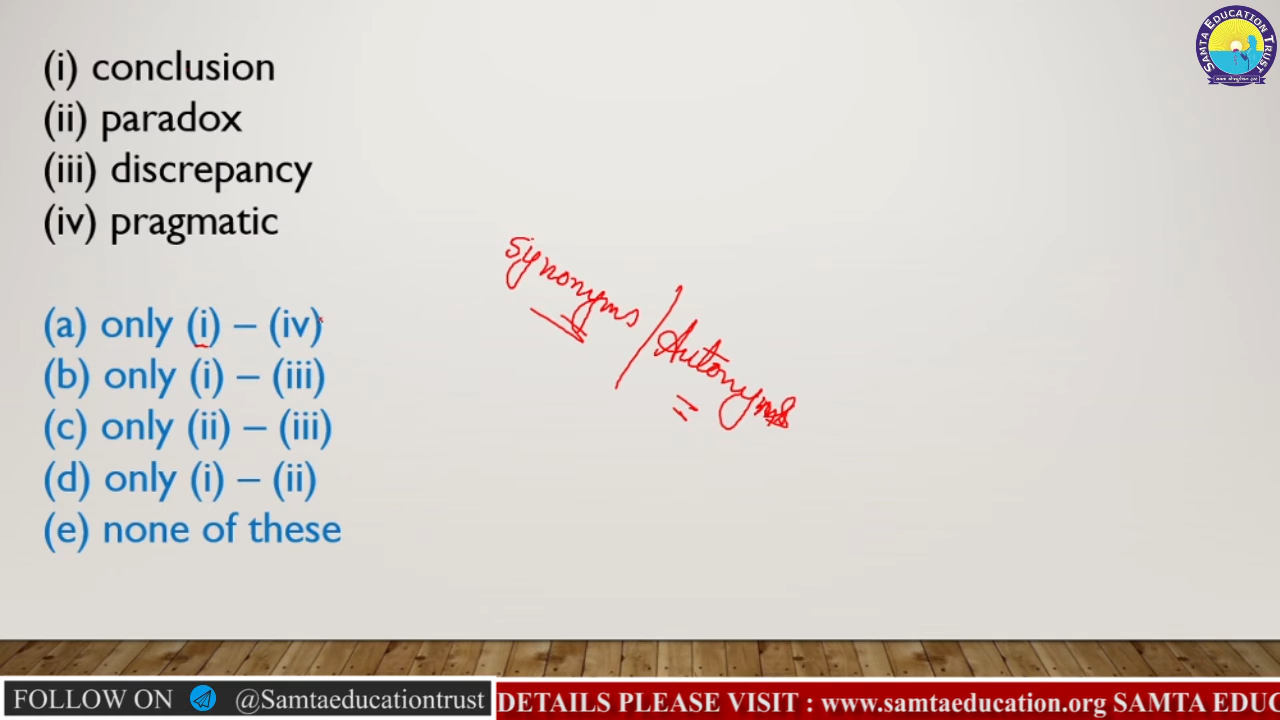 (i) conclusion
(ii) paradox
(iii) discrepancy
(iv) pragmatic
(a) only (i) – (iv)
(b) only (i) – (iii)
(c) only (ii) – (iii)
(d) only (i) – (ii)
(e) none of these
synonyms / Antonyms
SAMTA EDUCATION TRUST
FOLLOW ON @Samtaeducationtrust
DETAILS PLEASE VISIT : www.samtaeducation.org SAMTA EDUC